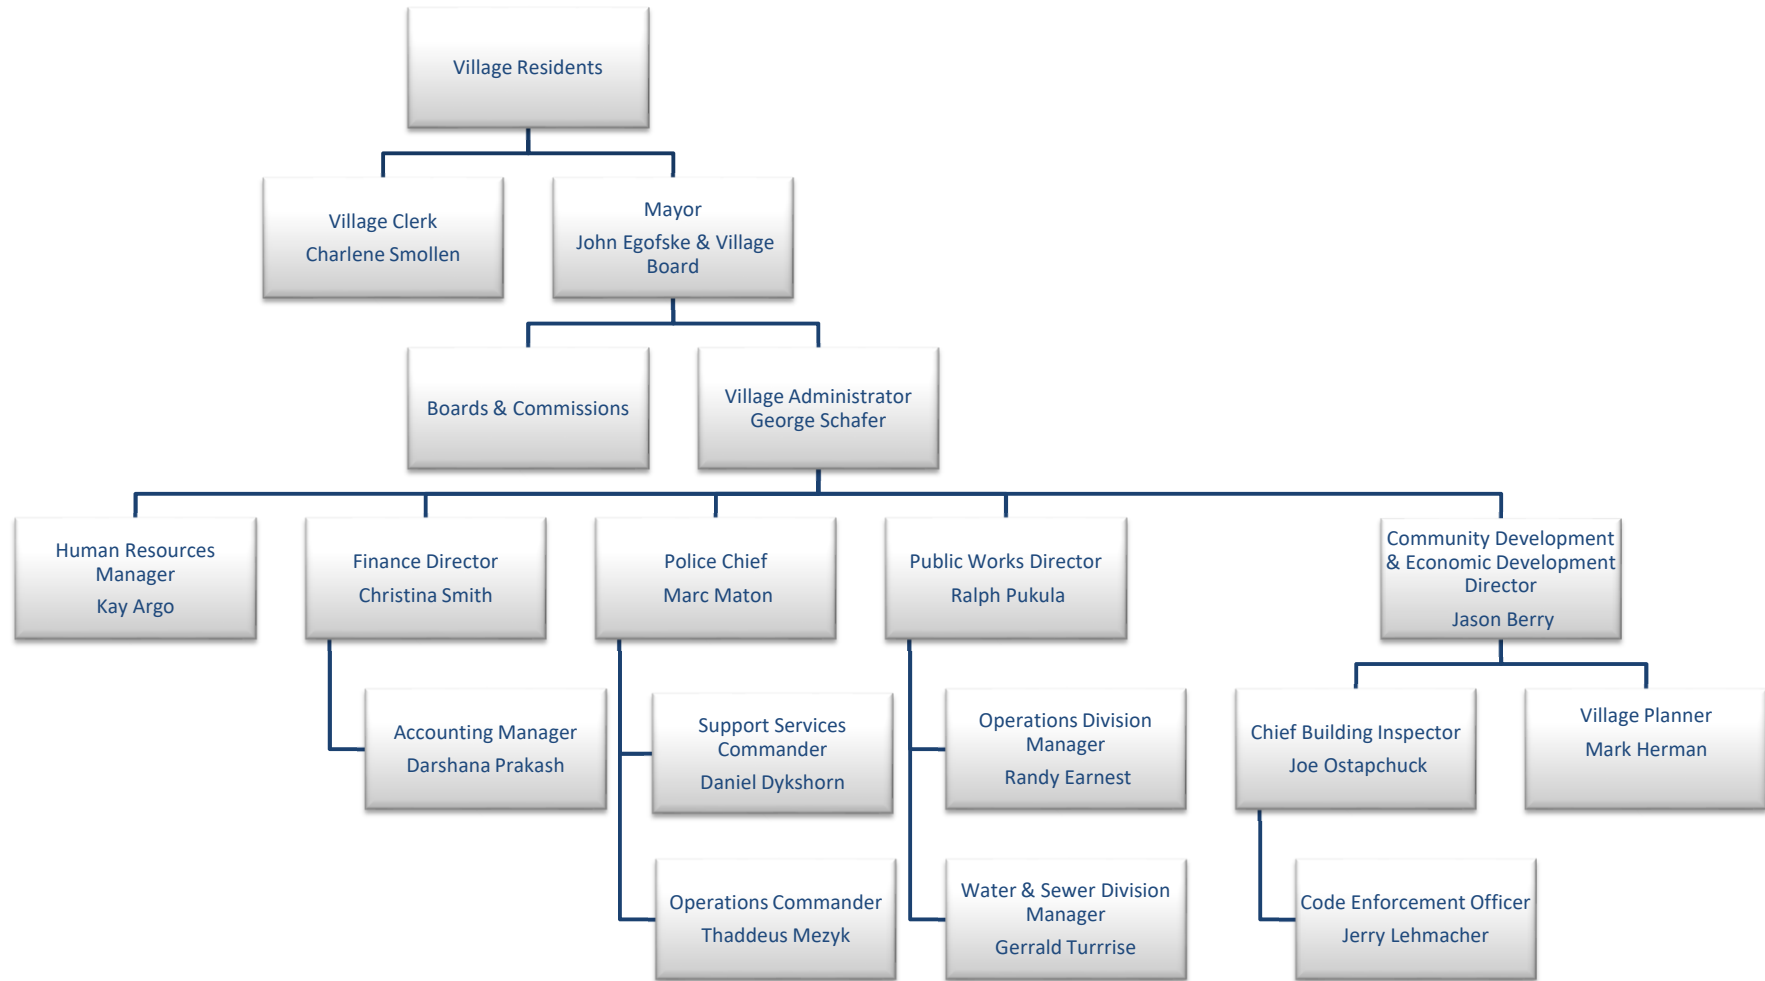 Village Residents
Village Clerk
Charlene Smollen
Mayor
John Egofske & Village
Board
Boards & Commissions
Village Administrator
George Schafer
Human Resources
Manager
Kay Argo
Finance Director
Christina Smith
Police Chief
Marc Maton
Public Works Director
Ralph Pukula
Community Development
& Economic Development
Director
Jason Berry
Accounting Manager
Darshana Prakash
Support Services
Commander
Daniel Dykshorn
Operations Commander
Thaddeus Mezyk
Operations Division
Manager
Randy Earnest
Water & Sewer Division
Manager
Gerrald Turrrise
Chief Building Inspector
Joe Ostapchuck
Code Enforcement Officer
Jerry Lehmacher
Village Planner
Mark Herman